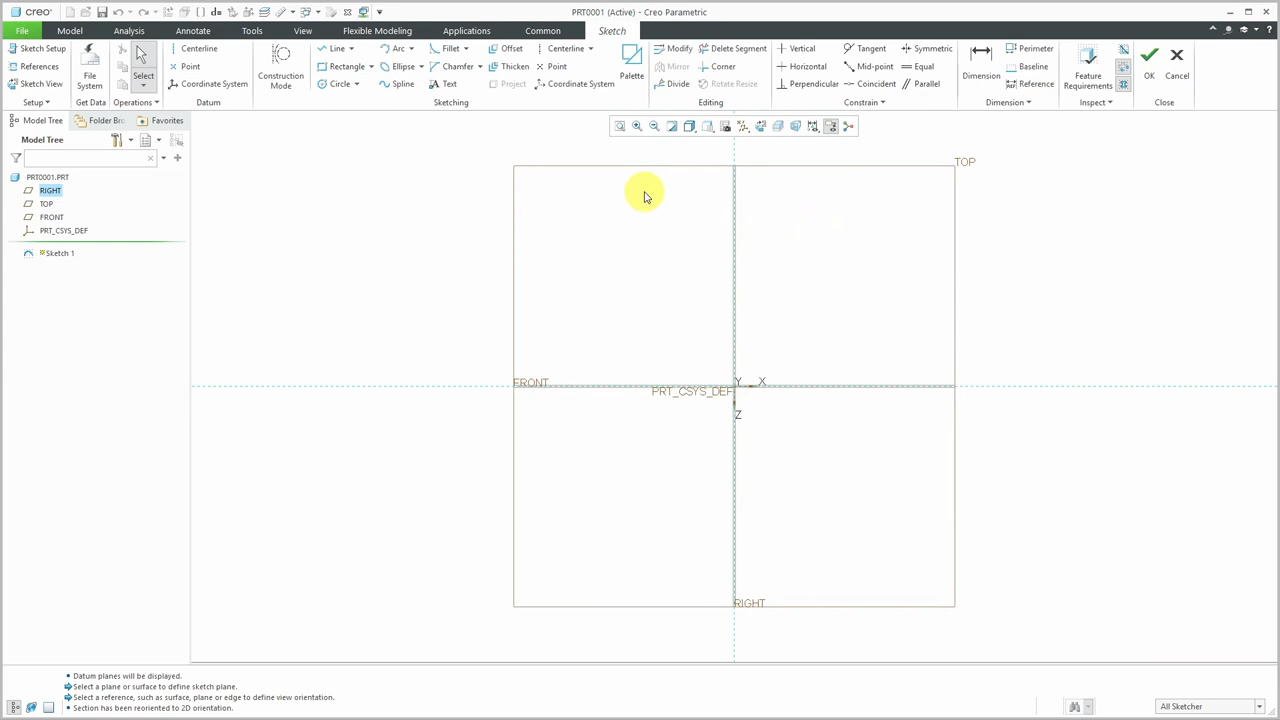 creo
PRT0001 (Active) - Creo Parametric
File Model Analysis Annotate Tools View Flexible Modeling Applications Common Sketch
Sketch Setup
References
Sketch View
Setup
File System
Get Data
Select
Operations
Centerline
Point
Coordinate System
Datum
Construction Mode
Line Arc Fillet Offset Centerline
Rectangle Ellipse Chamfer Thicken Point
Circle Spline Text Project Coordinate System
Palette
Sketching
Modify Delete Segment
Mirror Corner
Divide Rotate Resize
Editing
Vertical Tangent Symmetric
Horizontal Mid-point Equal
Perpendicular Coincident Parallel
Constrain
Dimension
Perimeter
Baseline
Reference
Dimension
Feature Requirements
Inspect
OK Cancel
Close
Model Tree Folder Bro Favorites
Model Tree
PRT0001.PRT
RIGHT
TOP
FRONT
PRT_CSYS_DEF
Sketch 1
TOP
FRONT
PRT_CSYS_DEF
Y X
Z
RIGHT
Datum planes will be displayed.
Select a plane or surface to define sketch plane.
Select a reference, such as surface, plane or edge to define view orientation.
Section has been reoriented to 2D orientation.
All Sketcher